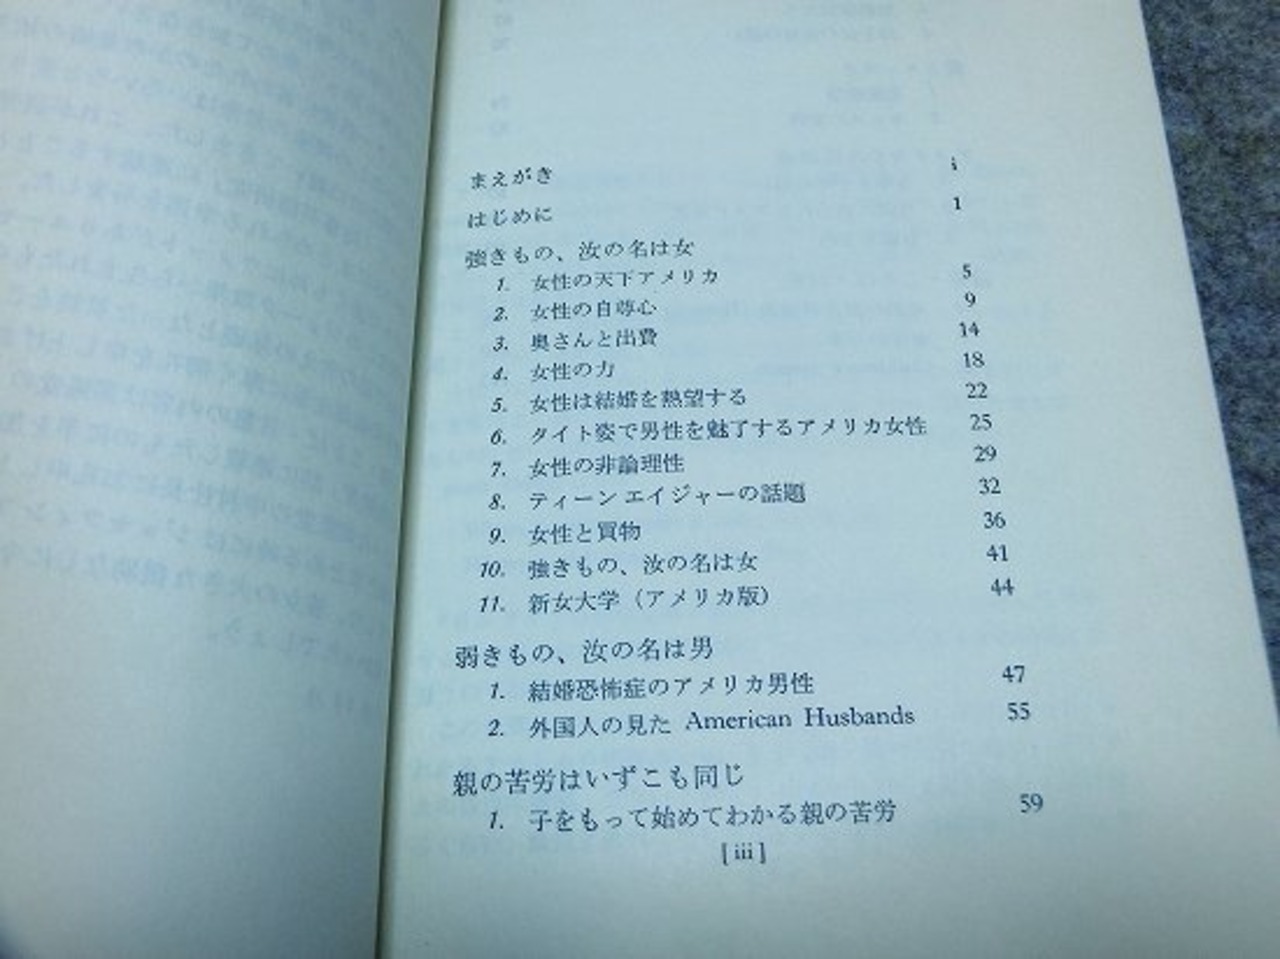 まえがき i
はじめに 1
強きもの、汝の名は女
1. 女性の天下アメリカ 5
2. 女性の自尊心 9
3. 奥さんと出費 14
4. 女性の力 18
5. 女性は結婚を熱望する 22
6. タイト姿で男性を魅了するアメリカ女性 25
7. 女性の非論理性 29
8. ティーン エイジャーの話題 32
9. 女性と買物 36
10. 強きもの、汝の名は女 41
11. 新女大学（アメリカ版） 44
弱きもの、汝の名は男
1. 結婚恐怖症のアメリカ男性 47
2. 外国人の見た American Husbands 55
親の苦労はいずこも同じ
1. 子をもって始めてわかる親の苦労 59
[ iii ]